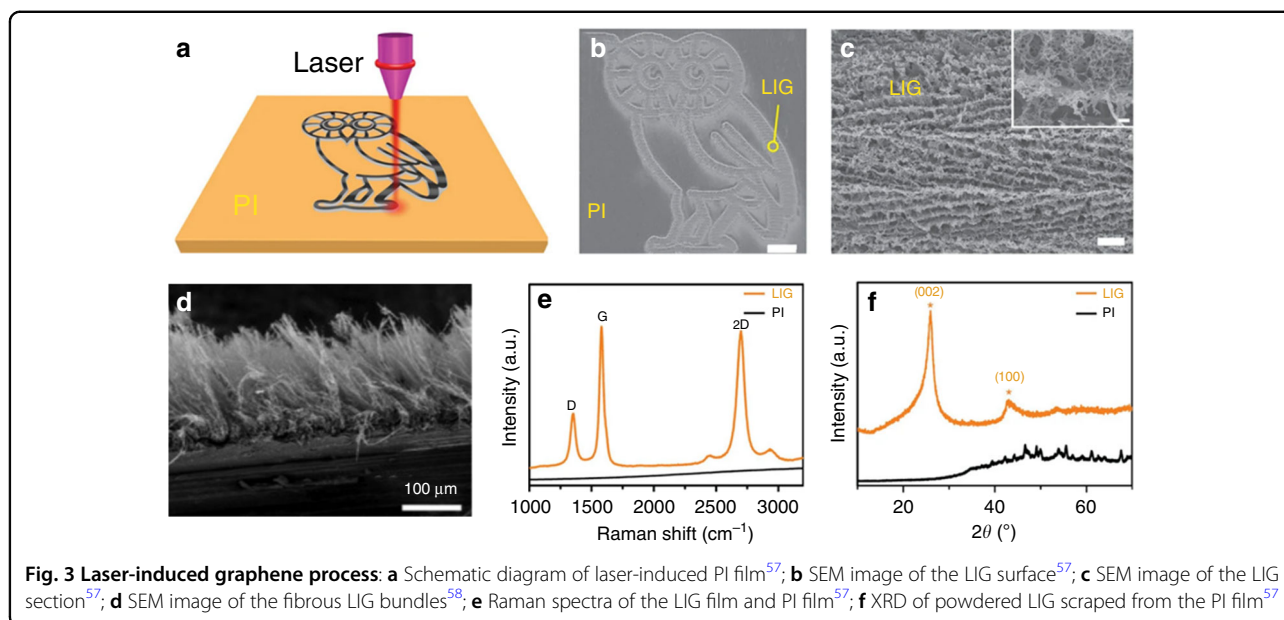 a
Laser
PI
b
LIG
PI
c
LIG
d
100 μm
e
LIG
PI
G
2D
D
Intensity (a.u.)
1000 1500 2000 2500 3000
Raman shift (cm⁻¹)
f
(002)
LIG
PI
(100)
Intensity (a.u.)
20 40 60
2θ (°)
Fig. 3 Laser-induced graphene process: a Schematic diagram of laser-induced PI film57; b SEM image of the LIG surface57; c SEM image of the LIG
section57; d SEM image of the fibrous LIG bundles58; e Raman spectra of the LIG film and PI film57; f XRD of powdered LIG scraped from the PI film57